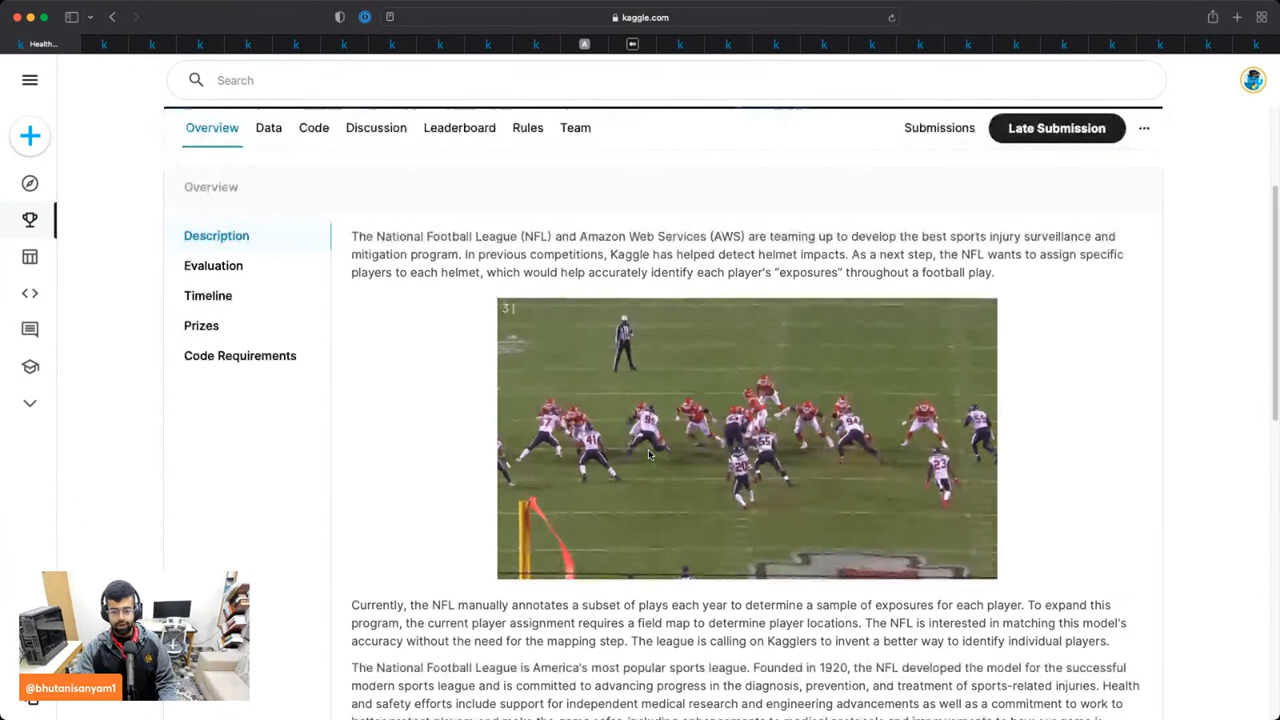 Health...
kaggle.com
A
Search
Overview Data Code Discussion Leaderboard Rules Team
Submissions Late Submission
Overview
Description
Evaluation
Timeline
Prizes
Code Requirements
The National Football League (NFL) and Amazon Web Services (AWS) are teaming up to develop the best sports injury surveillance and
mitigation program. In previous competitions, Kaggle has helped detect helmet impacts. As a next step, the NFL wants to assign specific
players to each helmet, which would help accurately identify each player's “exposures” throughout a football play.
31
41
55
20
23
Currently, the NFL manually annotates a subset of plays each year to determine a sample of exposures for each player. To expand this
program, the current player assignment requires a field map to determine player locations. The NFL is interested in matching this model's
accuracy without the need for the mapping step. The league is calling on Kagglers to invent a better way to identify individual players.
The National Football League is America's most popular sports league. Founded in 1920, the NFL developed the model for the successful
modern sports league and is committed to advancing progress in the diagnosis, prevention, and treatment of sports-related injuries. Health
and safety efforts include support for independent medical research and engineering advancements as well as a commitment to work to
@bhutanisanyam1